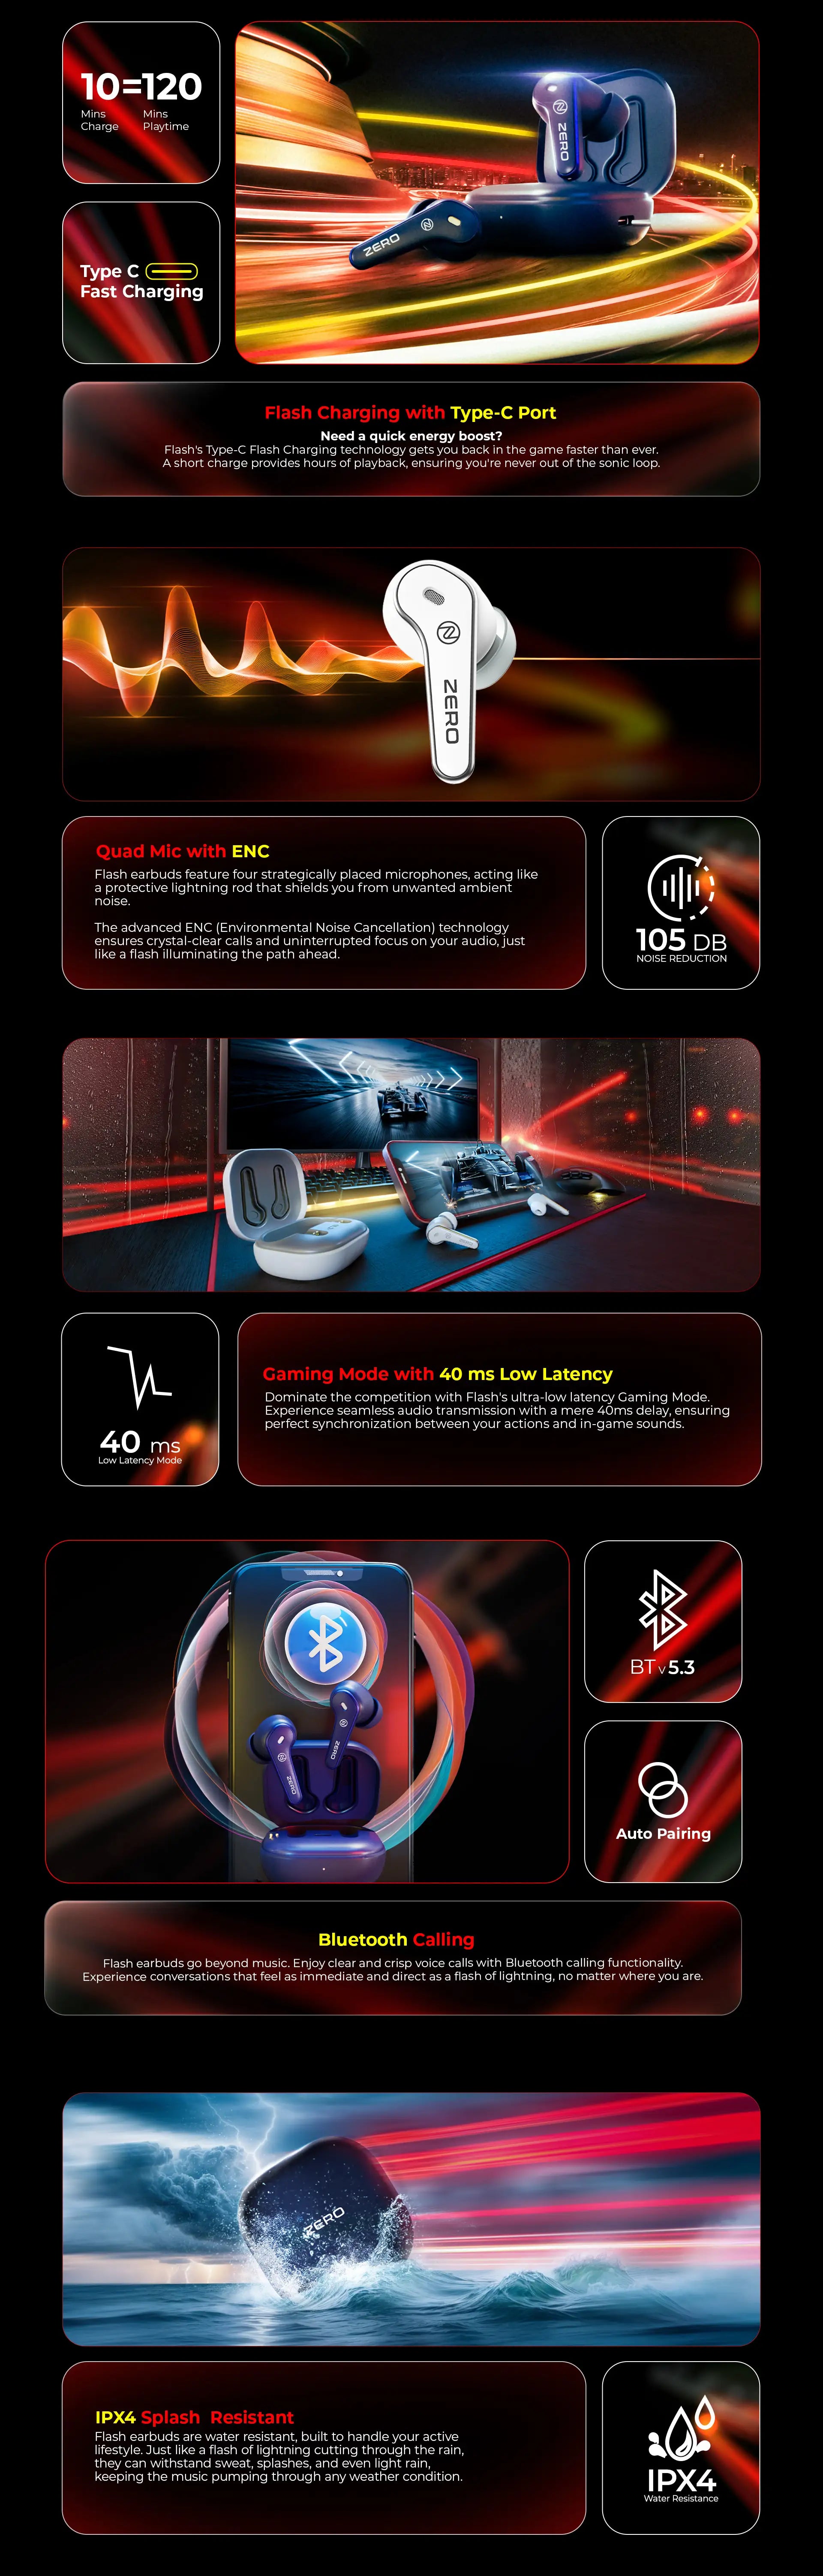 10=120
Mins Mins
Charge Playtime
ZERO
ZERO
Type C
Fast Charging
Flash Charging with Type-C Port
Need a quick energy boost?
Flash's Type-C Flash Charging technology gets you back in the game faster than ever.
A short charge provides hours of playback, ensuring you're never out of the sonic loop.
ZERO
Quad Mic with ENC
Flash earbuds feature four strategically placed microphones, acting like
a protective lightning rod that shields you from unwanted ambient
noise.
The advanced ENC (Environmental Noise Cancellation) technology
ensures crystal-clear calls and uninterrupted focus on your audio, just
like a flash illuminating the path ahead.
105 DB
NOISE REDUCTION
40 ms
Low Latency Mode
Gaming Mode with 40 ms Low Latency
Dominate the competition with Flash's ultra-low latency Gaming Mode.
Experience seamless audio transmission with a mere 40ms delay, ensuring
perfect synchronization between your actions and in-game sounds.
ZERO
ZERO
BT v 5.3
Auto Pairing
Bluetooth Calling
Flash earbuds go beyond music. Enjoy clear and crisp voice calls with Bluetooth calling functionality.
Experience conversations that feel as immediate and direct as a flash of lightning, no matter where you are.
ZERO
IPX4 Splash Resistant
Flash earbuds are water resistant, built to handle your active
lifestyle. Just like a flash of lightning cutting through the rain,
they can withstand sweat, splashes, and even light rain,
keeping the music pumping through any weather condition.
IPX4
Water Resistance